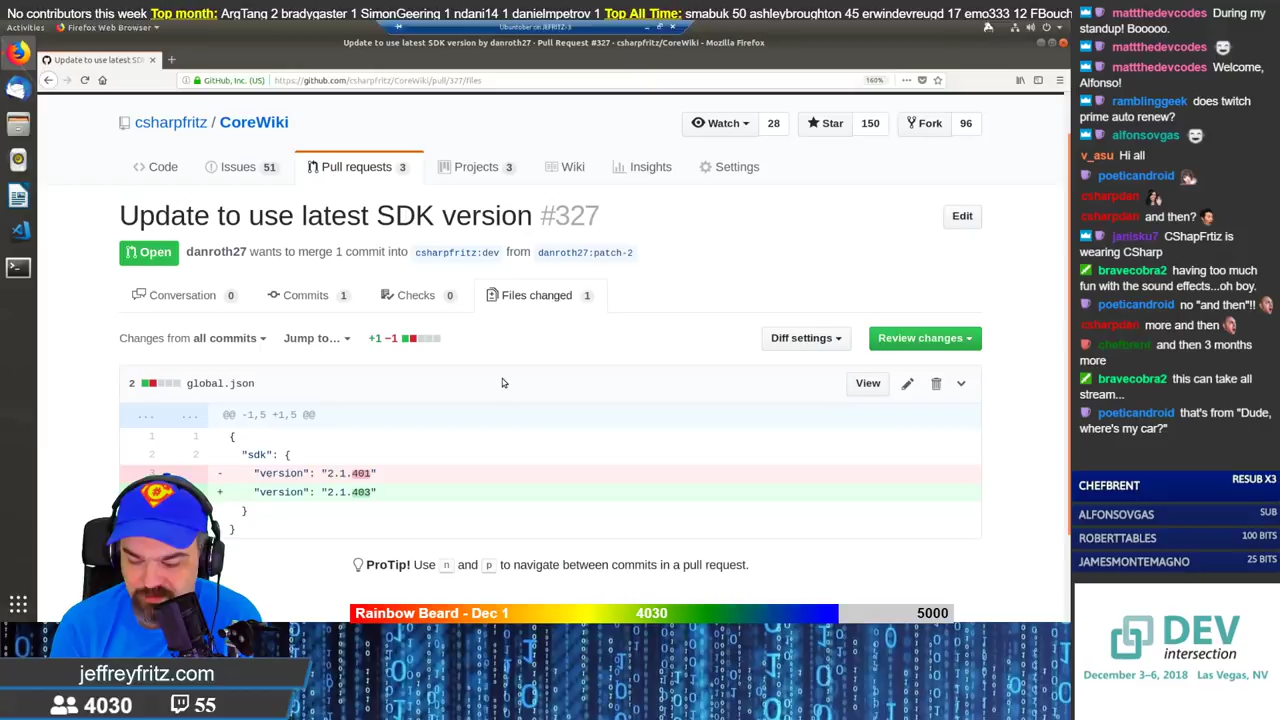 No contributors this week Top month: ArgTang 2 bradygaster 1 SimonGeering 1 ndani14 1 danielmpetrov 1 Top All Time: smabuk 50 ashleybroughton 45 erwindevreugd 17 emo333 12 FBouch
Activities Firefox Web Browser
Update to use latest SDK version by danroth27 · Pull Request #327 · csharpfritz/CoreWiki - Mozilla Firefox
Update to use latest SDK
GitHub, Inc. (US) https://github.com/csharpfritz/CoreWiki/pull/327/files 160%
csharpfritz / CoreWiki
Watch 28 Star 150 Fork 96
Code Issues 51 Pull requests 3 Projects 3 Wiki Insights Settings
Update to use latest SDK version #327
Edit
Open danroth27 wants to merge 1 commit into csharpfritz:dev from danroth27:patch-2
Conversation 0 Commits 1 Checks 0 Files changed 1
Changes from all commits Jump to... +1 −1 Diff settings Review changes
2 global.json View
... ... @@ -1,5 +1,5 @@
1 1 {
2 2 "sdk": {
3 - "version": "2.1.401"
+ "version": "2.1.403"
}
}
ProTip! Use n and p to navigate between commits in a pull request.
Rainbow Beard - Dec 1 4030 5000
jeffreyfritz.com
4030 55
mattthedevcodes During my
standup! Booooo.
mattthedevcodes
mattthedevcodes Welcome,
Alfonso!
ramblinggeek does twitch
prime auto renew?
alfonsovgas
v_asu Hi all
poeticandroid
csharpdan
csharpdan and then?
janisku7 CShapFrtiz is
wearing CSharp
bravecobra2 having too much
fun with the sound effects...oh boy.
poeticandroid no "and then"!!
csharpdan more and then
chefbrent and then 3 months
more
bravecobra2 this can take all
stream...
poeticandroid that's from "Dude,
where's my car?"
CHEFBRENT RESUB X3
ALFONSOVGAS SUB
ROBERTTABLES 100 BITS
JAMESMONTEMAGNO 25 BITS
DEV
intersection
December 3–6, 2018 Las Vegas, NV